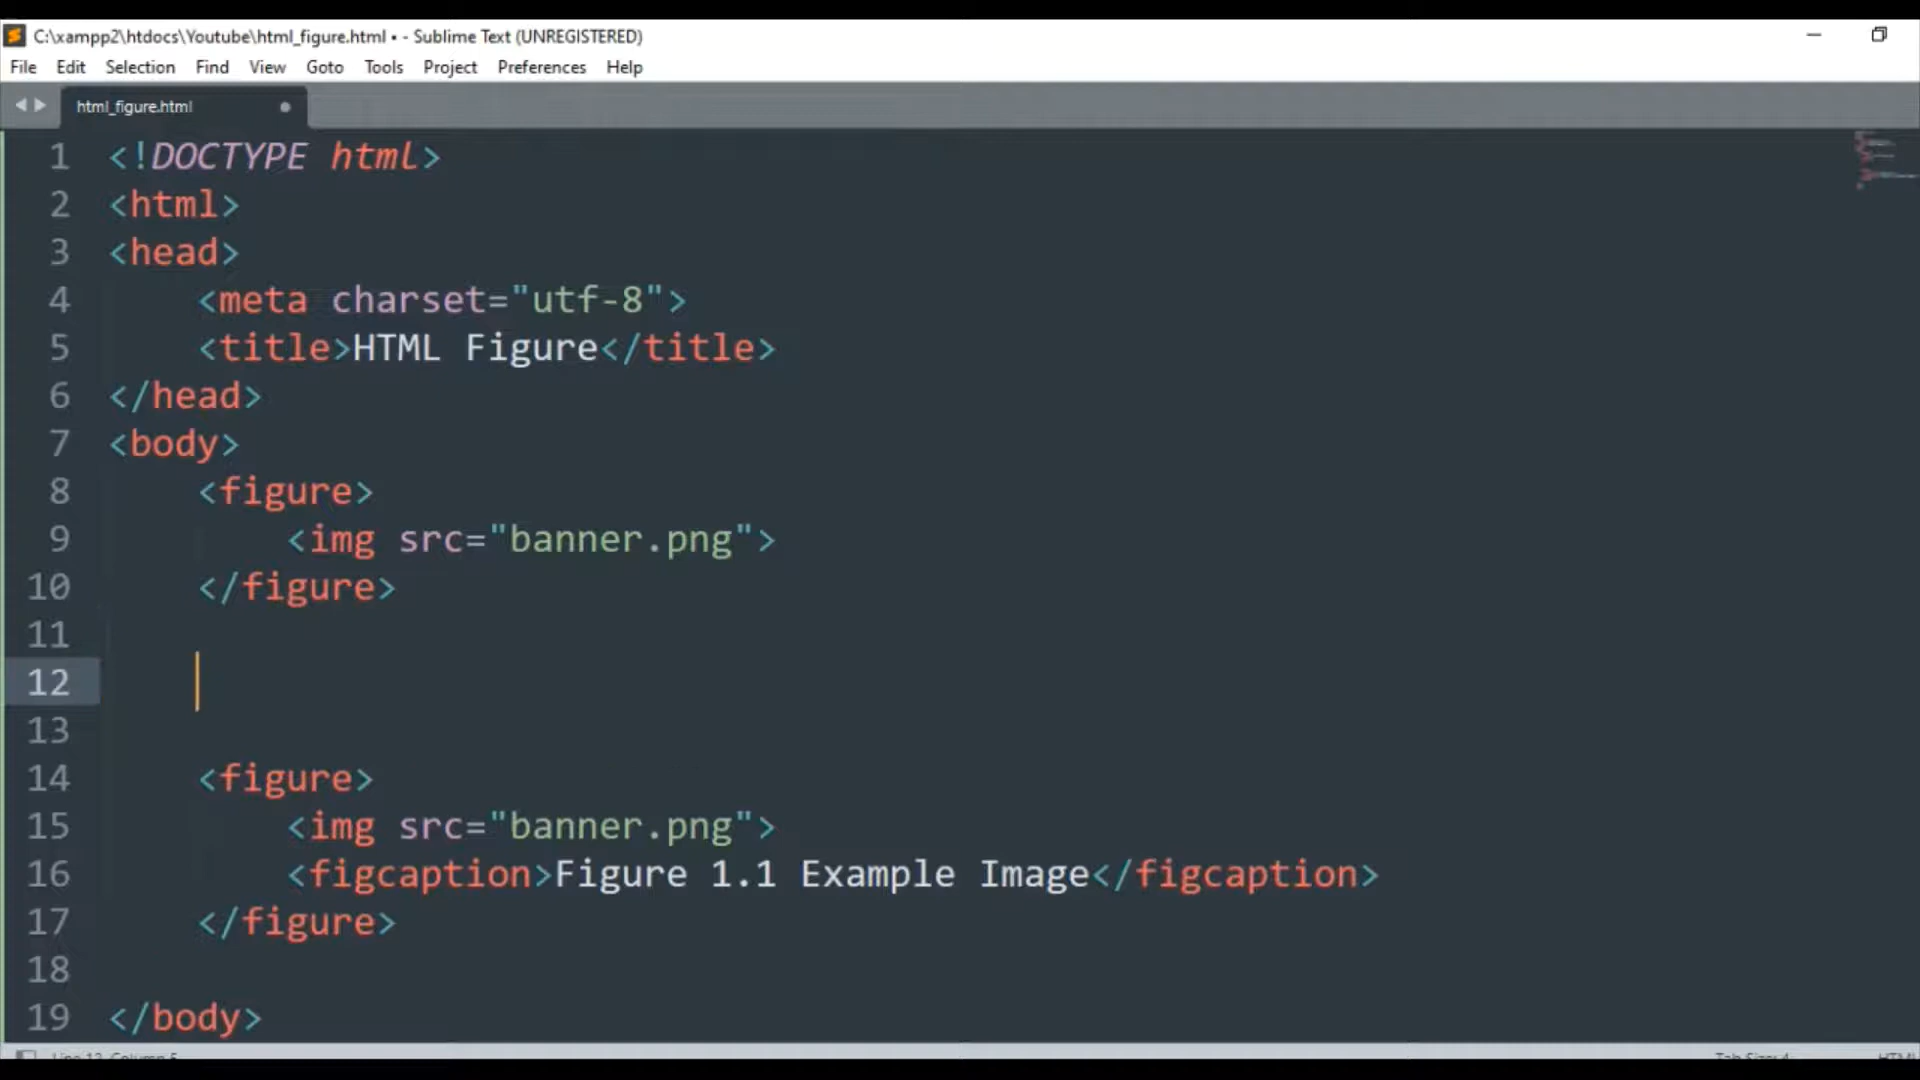 C:\xampp2\htdocs\Youtube\html_figure.html • - Sublime Text (UNREGISTERED)
File Edit Selection Find View Goto Tools Project Preferences Help
html_figure.html
1 <!DOCTYPE html>
2 <html>
3 <head>
4 <meta charset="utf-8">
5 <title>HTML Figure</title>
6 </head>
7 <body>
8 <figure>
9 <img src="banner.png">
10 </figure>
11
12
13
14 <figure>
15 <img src="banner.png">
16 <figcaption>Figure 1.1 Example Image</figcaption>
17 </figure>
18
19 </body>